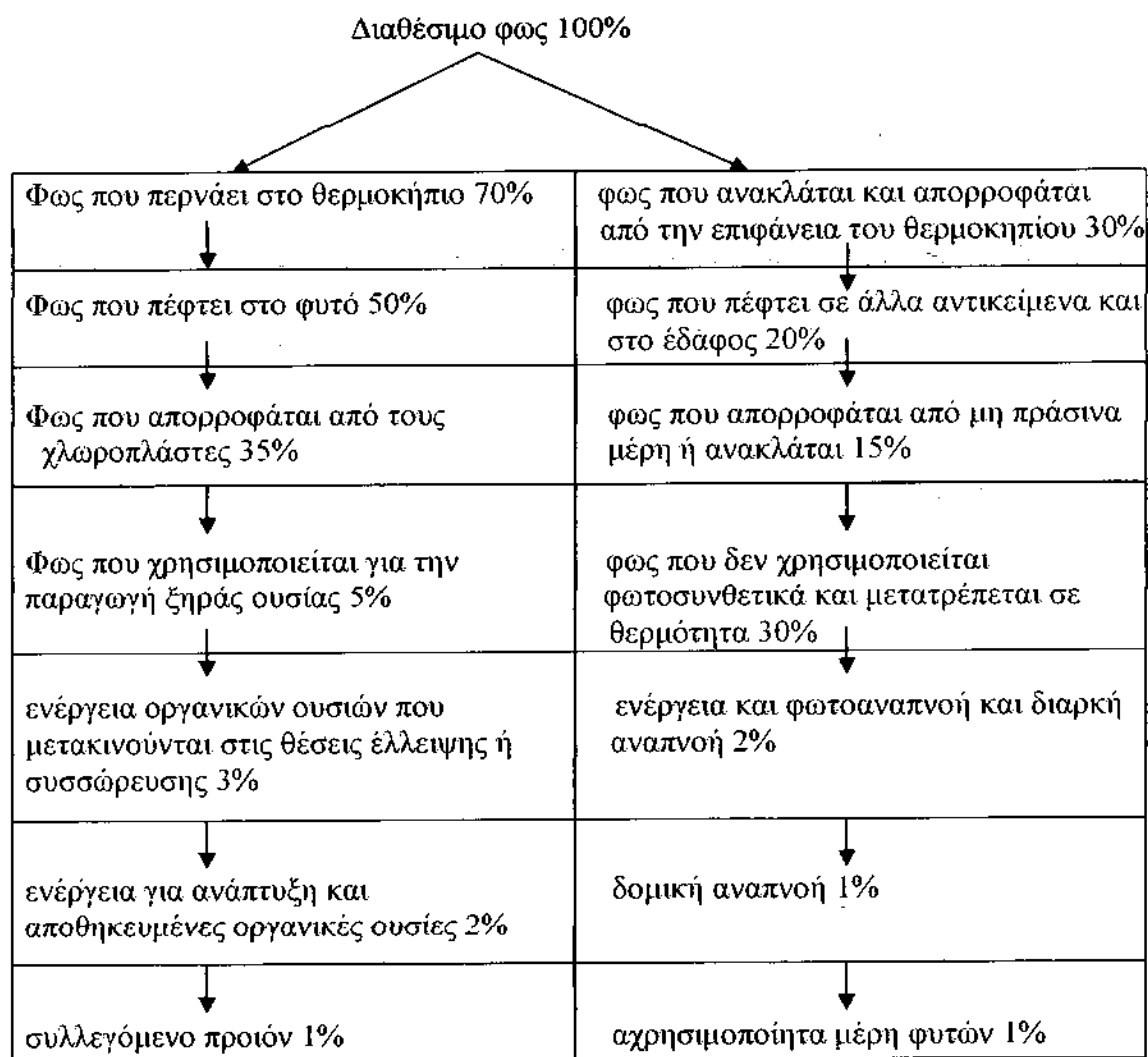 Διαθέσιμο φως 100%
Φως που περνάει στο θερμοκήπιο 70%
φως που ανακλάται και απορροφάται
από την επιφάνεια του θερμοκηπίου 30%
Φως που πέφτει στο φυτό 50%
φως που πέφτει σε άλλα αντικείμενα και
στο έδαφος 20%
Φως που απορροφάται από τους
χλωροπλάστες 35%
φως που απορροφάται από μη πράσινα
μέρη ή ανακλάται 15%
Φως που χρησιμοποιείται για την
παραγωγή ξηράς ουσίας 5%
φως που δεν χρησιμοποιείται
φωτοσυνθετικά και μετατρέπεται σε
θερμότητα 30%
ενέργεια οργανικών ουσιών που
μετακινούνται στις θέσεις έλλειψης ή
συσσώρευσης 3%
ενέργεια και φωτοαναπνοή και διαρκή
αναπνοή 2%
ενέργεια για ανάπτυξη και
αποθηκευμένες οργανικές ουσίες 2%
δομική αναπνοή 1%
συλλεγόμενο προιόν 1%
αχρησιμοποίητα μέρη φυτών 1%